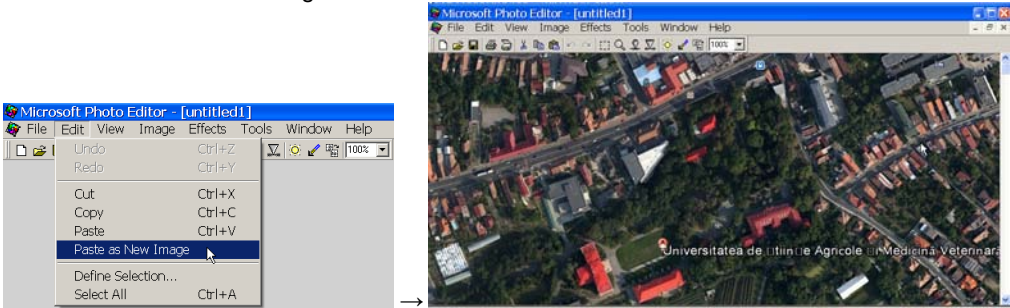 Microsoft Photo Editor - [untitled1]
File Edit View Image Effects Tools Window Help
100%
Undo Ctrl+Z
Redo Ctrl+Y
Cut Ctrl+X
Copy Ctrl+C
Paste Ctrl+V
Paste as New Image
Define Selection...
Select All Ctrl+A
→
Microsoft Photo Editor - [untitled1]
File Edit View Image Effects Tools Window Help
100%
Universitatea de □tiin□e Agricole □i Medicină Veterinară